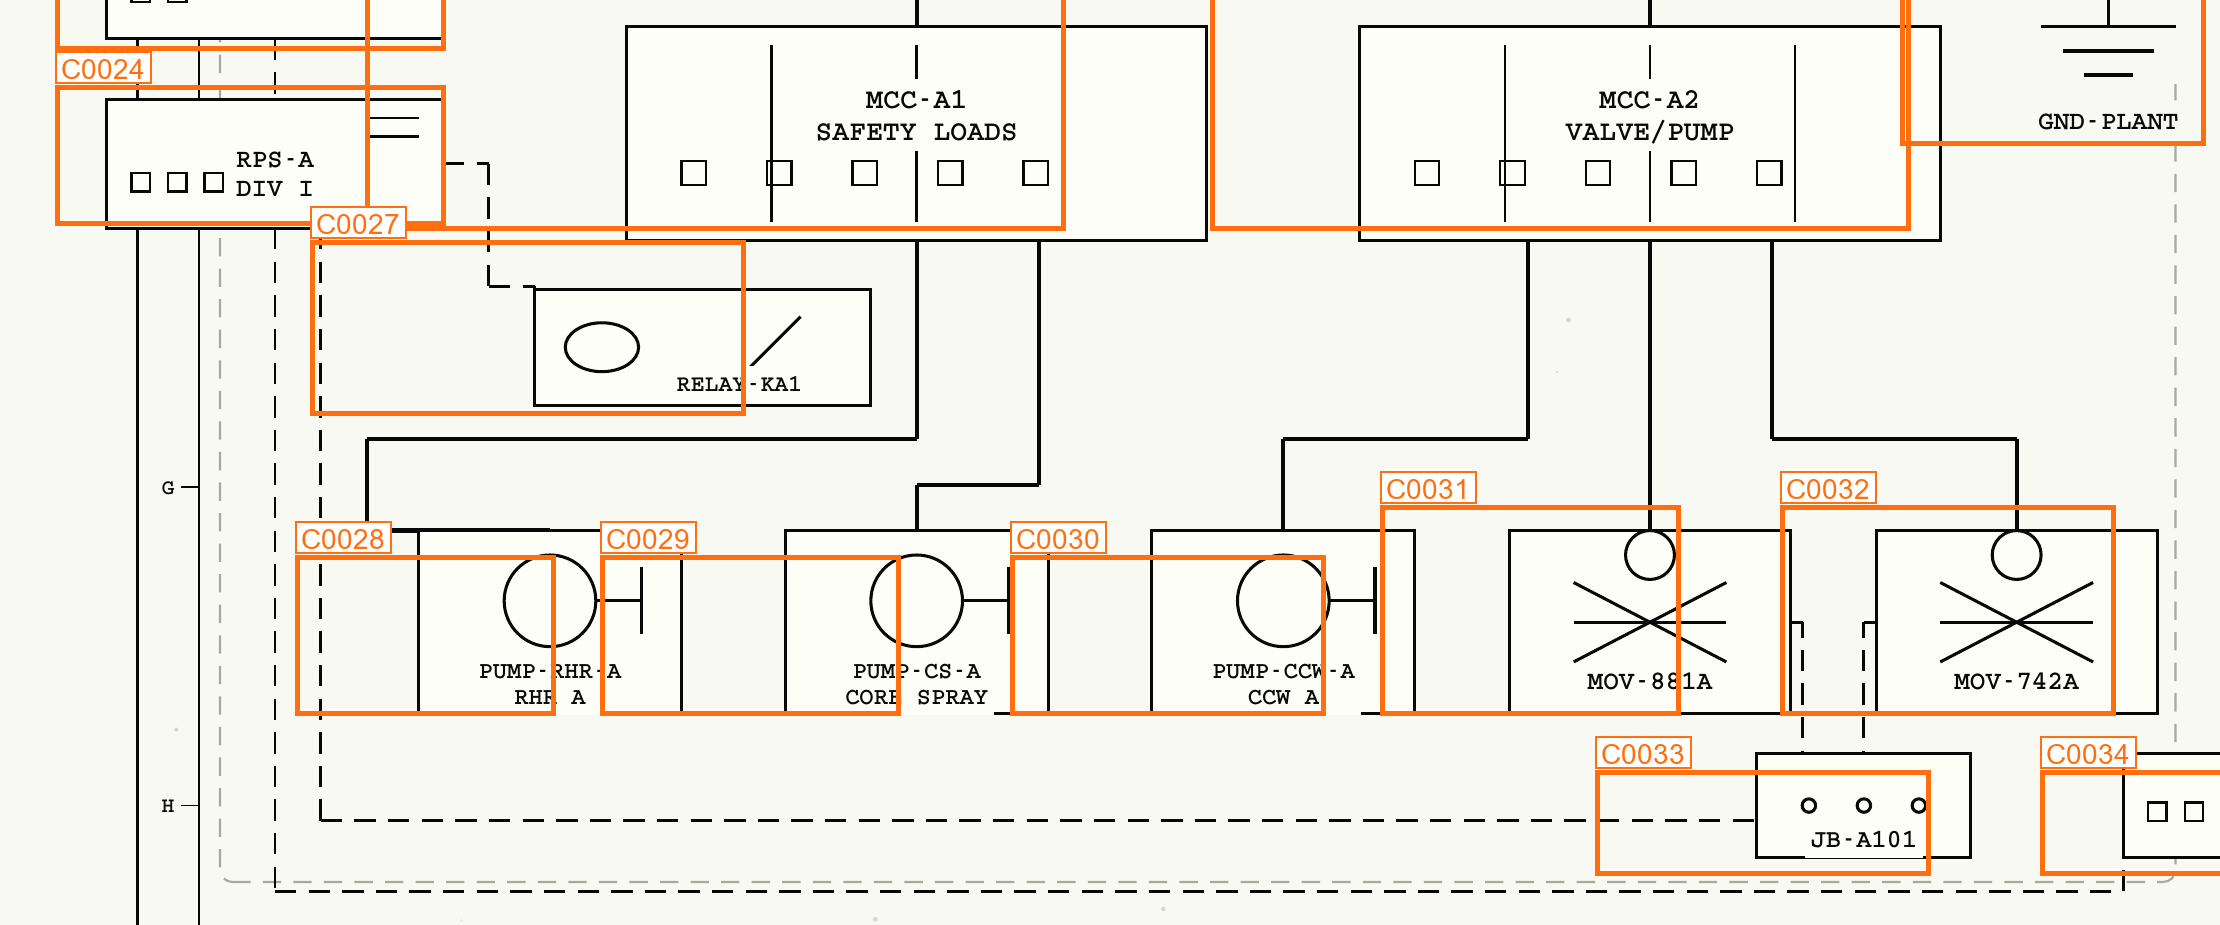 C0024
MCC-A1
SAFETY LOADS
MCC-A2
VALVE/PUMP
GND-PLANT
RPS-A
DIV I
C0027
RELAY-KA1
G
C0028
C0029
C0030
C0031
C0032
PUMP-RHR-A
RHR A
PUMP-CS-A
CORE SPRAY
PUMP-CCW-A
CCW A
MOV-881A
MOV-742A
C0033
C0034
H
JB-A101